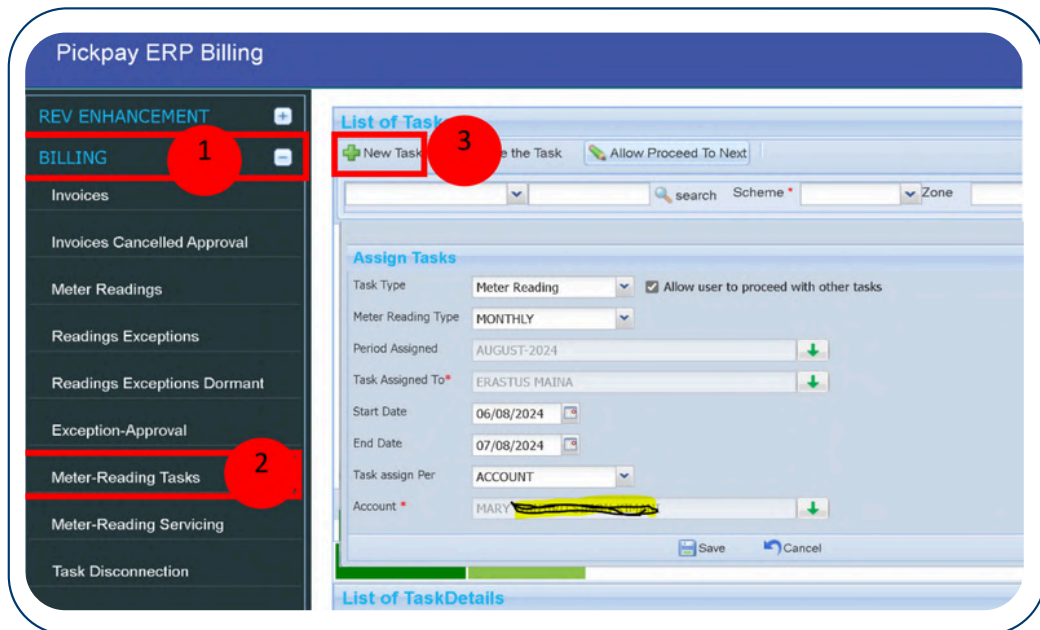 Pickpay ERP Billing
REV ENHANCEMENT
BILLING
1
Invoices
Invoices Cancelled Approval
Meter Readings
Readings Exceptions
Readings Exceptions Dormant
Exception-Approval
Meter-Reading Tasks
2
Meter-Reading Servicing
Task Disconnection
List of Task
New Task
3
the Task
Allow Proceed To Next
search Scheme * Zone
Assign Tasks
Task Type Meter Reading Allow user to proceed with other tasks
Meter Reading Type MONTHLY
Period Assigned AUGUST-2024
Task Assigned To* ERASTUS MAINA
Start Date 06/08/2024
End Date 07/08/2024
Task assign Per ACCOUNT
Account * MARY
Save Cancel
List of TaskDetails